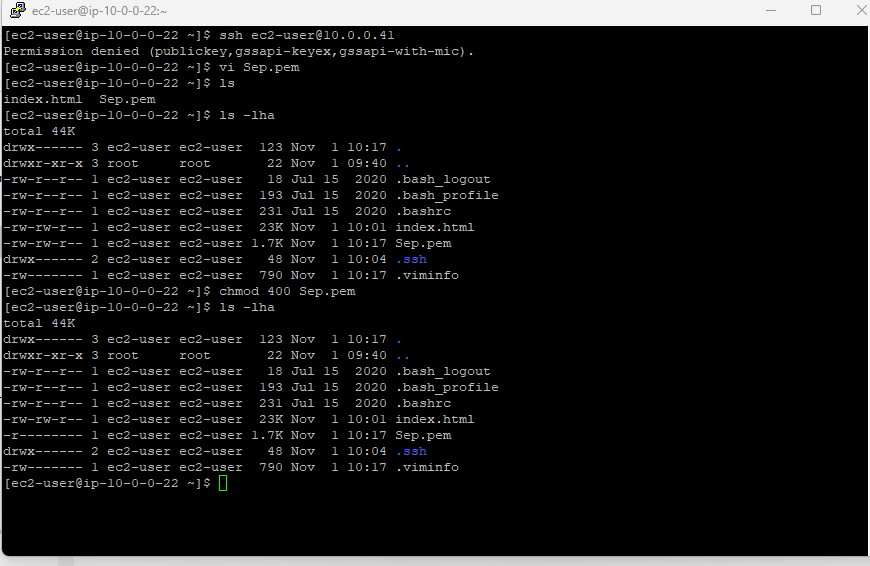 ec2-user@ip-10-0-0-22:~
[ec2-user@ip-10-0-0-22 ~]$ ssh ec2-user@10.0.0.41
Permission denied (publickey,gssapi-keyex,gssapi-with-mic).
[ec2-user@ip-10-0-0-22 ~]$ vi Sep.pem
[ec2-user@ip-10-0-0-22 ~]$ ls
index.html  Sep.pem
[ec2-user@ip-10-0-0-22 ~]$ ls -lha
total 44K
drwx------ 3 ec2-user ec2-user  123 Nov  1 10:17 .
drwxr-xr-x 3 root     root       22 Nov  1 09:40 ..
-rw-r--r-- 1 ec2-user ec2-user   18 Jul 15  2020 .bash_logout
-rw-r--r-- 1 ec2-user ec2-user  193 Jul 15  2020 .bash_profile
-rw-r--r-- 1 ec2-user ec2-user  231 Jul 15  2020 .bashrc
-rw-rw-r-- 1 ec2-user ec2-user  23K Nov  1 10:01 index.html
-rw-rw-r-- 1 ec2-user ec2-user 1.7K Nov  1 10:17 Sep.pem
drwx------ 2 ec2-user ec2-user   48 Nov  1 10:04 .ssh
-rw------- 1 ec2-user ec2-user  790 Nov  1 10:17 .viminfo
[ec2-user@ip-10-0-0-22 ~]$ chmod 400 Sep.pem
[ec2-user@ip-10-0-0-22 ~]$ ls -lha
total 44K
drwx------ 3 ec2-user ec2-user  123 Nov  1 10:17 .
drwxr-xr-x 3 root     root       22 Nov  1 09:40 ..
-rw-r--r-- 1 ec2-user ec2-user   18 Jul 15  2020 .bash_logout
-rw-r--r-- 1 ec2-user ec2-user  193 Jul 15  2020 .bash_profile
-rw-r--r-- 1 ec2-user ec2-user  231 Jul 15  2020 .bashrc
-rw-rw-r-- 1 ec2-user ec2-user  23K Nov  1 10:01 index.html
-r-------- 1 ec2-user ec2-user 1.7K Nov  1 10:17 Sep.pem
drwx------ 2 ec2-user ec2-user   48 Nov  1 10:04 .ssh
-rw------- 1 ec2-user ec2-user  790 Nov  1 10:17 .viminfo
[ec2-user@ip-10-0-0-22 ~]$